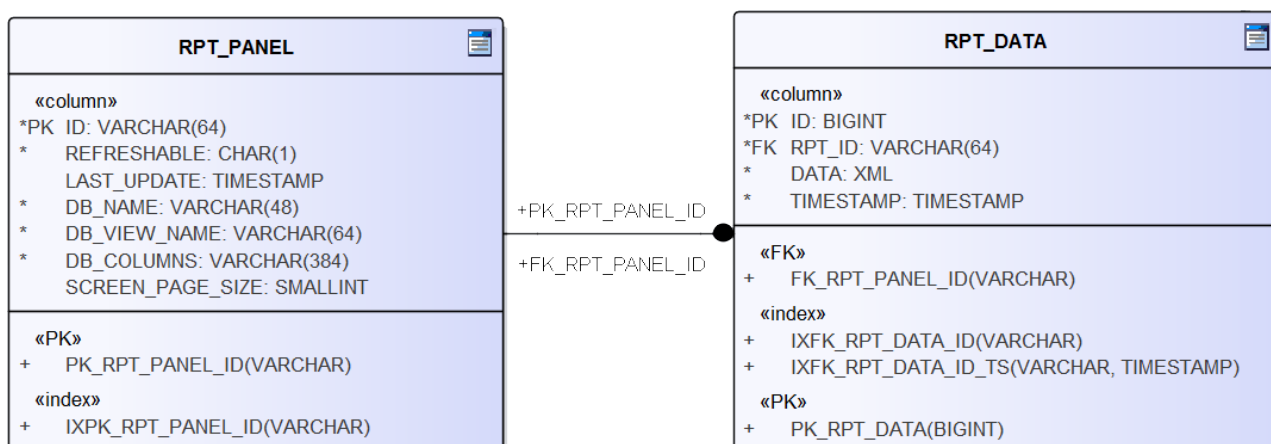 RPT_PANEL
«column»
*PK ID: VARCHAR(64)
* REFRESHABLE: CHAR(1)
LAST_UPDATE: TIMESTAMP
* DB_NAME: VARCHAR(48)
* DB_VIEW_NAME: VARCHAR(64)
* DB_COLUMNS: VARCHAR(384)
SCREEN_PAGE_SIZE: SMALLINT
«PK»
+ PK_RPT_PANEL_ID(VARCHAR)
«index»
+ IXPK_RPT_PANEL_ID(VARCHAR)
+PK_RPT_PANEL_ID
+FK_RPT_PANEL_ID
RPT_DATA
«column»
*PK ID: BIGINT
*FK RPT_ID: VARCHAR(64)
* DATA: XML
* TIMESTAMP: TIMESTAMP
«FK»
+ FK_RPT_PANEL_ID(VARCHAR)
«index»
+ IXFK_RPT_DATA_ID(VARCHAR)
+ IXFK_RPT_DATA_ID_TS(VARCHAR, TIMESTAMP)
«PK»
+ PK_RPT_DATA(BIGINT)